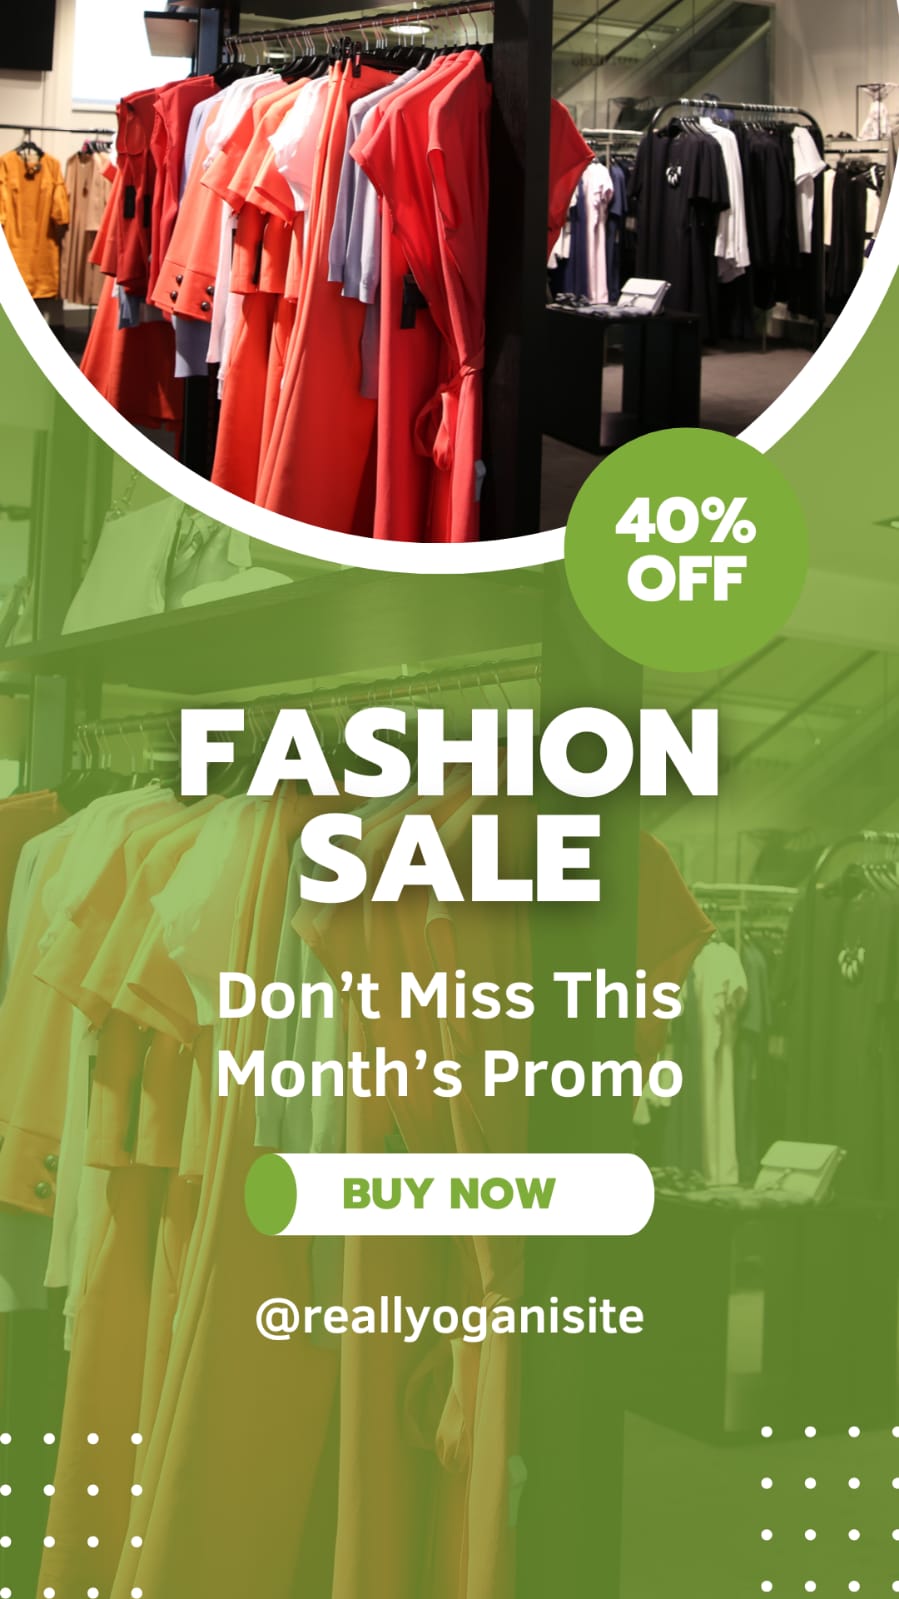 40%
OFF
FASHION
SALE
Don’t Miss This
Month’s Promo
BUY NOW
@reallyoganisite